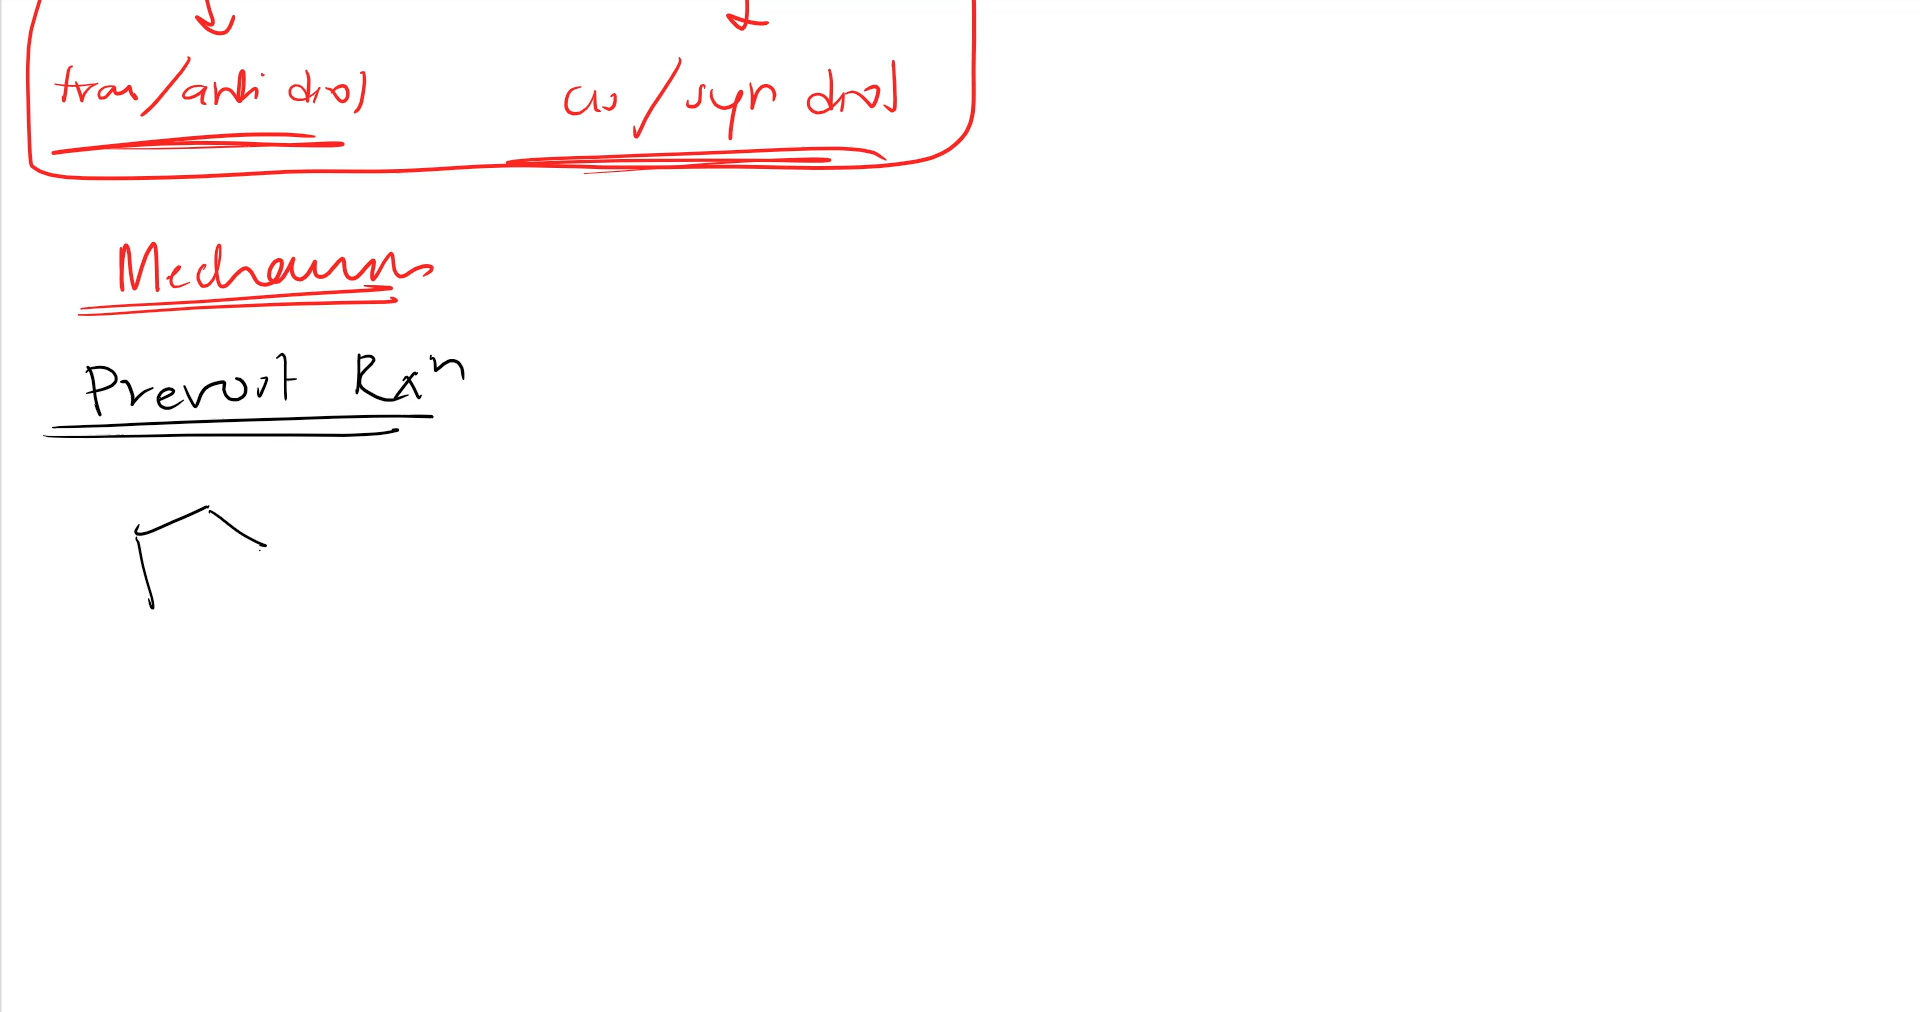 tran/anti diol
cis/syn diol
Mechanism
Prevost Rxⁿ